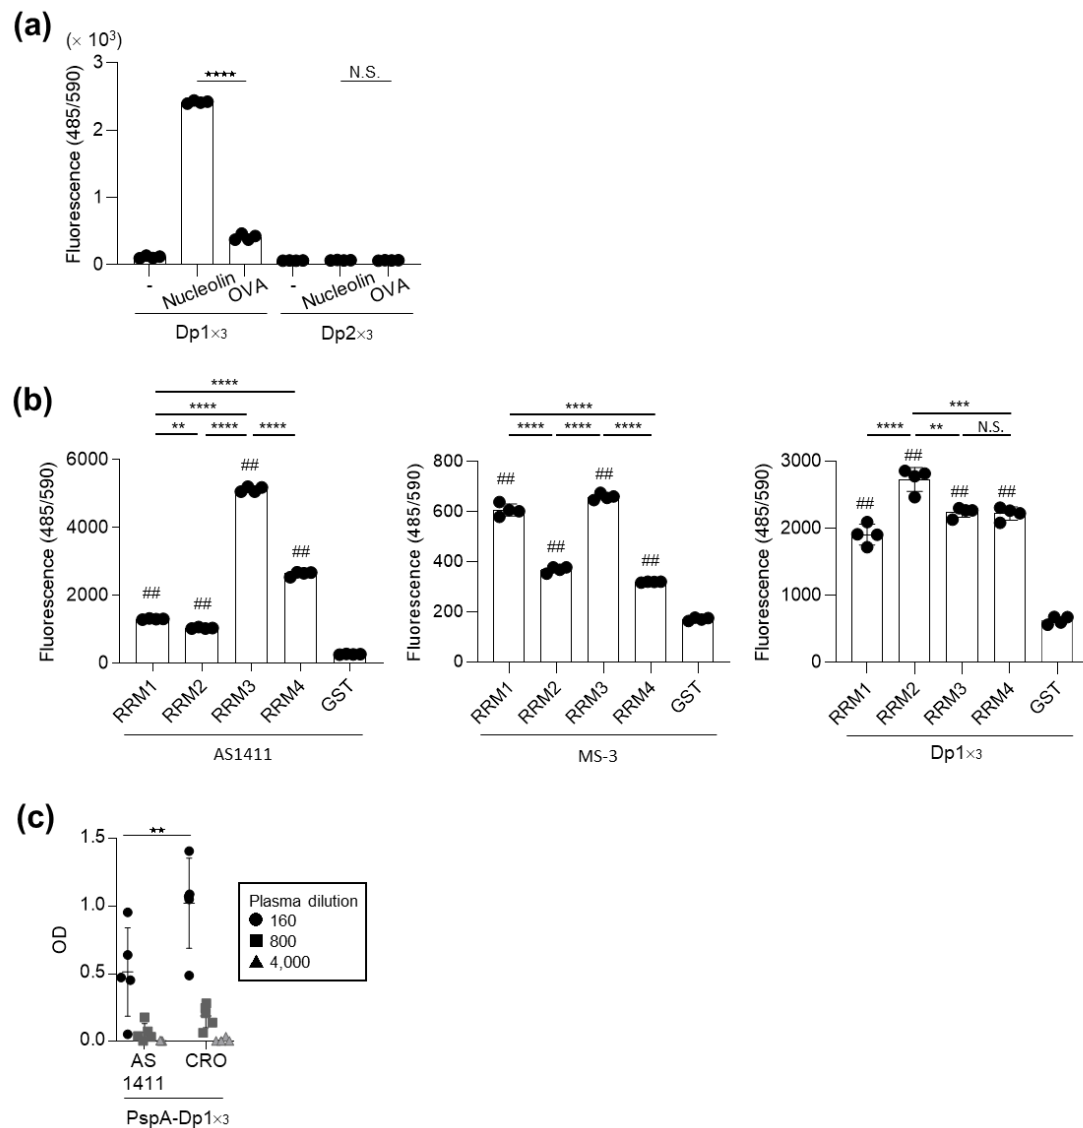 (a)
(× 10³)
Fluorescence (485/590)
3
2
1
0
****
N.S.
-
Nucleolin
OVA
-
Nucleolin
OVA
Dp1×3
Dp2×3
(b)
****
****
**
****
****
Fluorescence (485/590)
6000
4000
2000
0
##
##
##
##
RRM1
RRM2
RRM3
RRM4
GST
AS1411
****
****
****
****
Fluorescence (485/590)
800
600
400
200
0
##
##
##
##
RRM1
RRM2
RRM3
RRM4
GST
MS-3
***
****
**
N.S.
Fluorescence (485/590)
3000
2000
1000
0
##
##
##
##
RRM1
RRM2
RRM3
RRM4
GST
Dp1×3
(c)
**
OD
1.5
1.0
0.5
0.0
AS
1411
CRO
PspA-Dp1×3
Plasma dilution
160
800
4,000